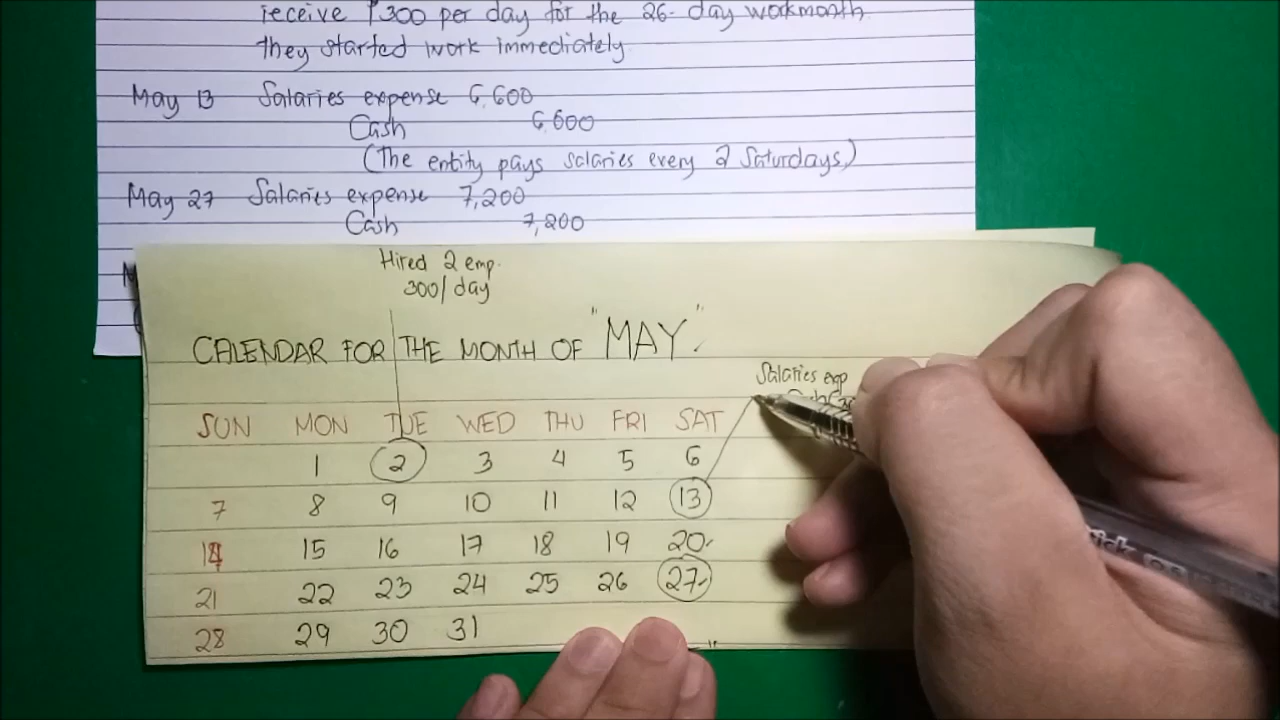 receive ₱300 per day for the 26-day workmonth
they started work immediately
May 13 Salaries expense 6,600
Cash 6,600
(The entity pays salaries every 2 Saturdays)
May 27 Salaries expense 7,200
Cash 7,200
Hired 2 emp.
300/day
CALENDAR FOR THE MONTH OF "MAY".
Salaries exp
SUN MON TUE WED THU FRI SAT
1 2 3 4 5 6
7 8 9 10 11 12 13
14 15 16 17 18 19 20
21 22 23 24 25 26 27
28 29 30 31